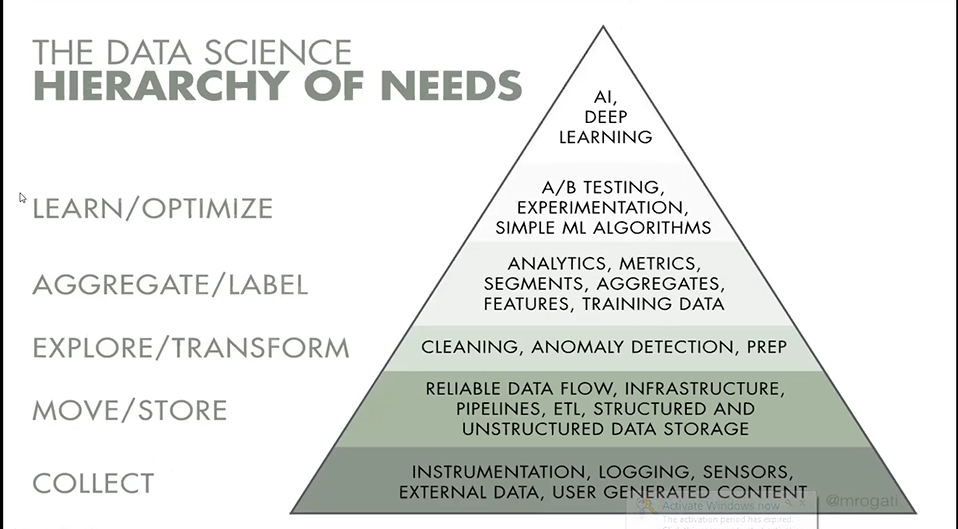 THE DATA SCIENCE
HIERARCHY OF NEEDS
AI,
DEEP
LEARNING
LEARN/OPTIMIZE
A/B TESTING,
EXPERIMENTATION,
SIMPLE ML ALGORITHMS
AGGREGATE/LABEL
ANALYTICS, METRICS,
SEGMENTS, AGGREGATES,
FEATURES, TRAINING DATA
EXPLORE/TRANSFORM
CLEANING, ANOMALY DETECTION, PREP
MOVE/STORE
RELIABLE DATA FLOW, INFRASTRUCTURE,
PIPELINES, ETL, STRUCTURED AND
UNSTRUCTURED DATA STORAGE
COLLECT
INSTRUMENTATION, LOGGING, SENSORS,
EXTERNAL DATA, USER GENERATED CONTENT
@mrogati
Activate Windows now
The activation period has expired.